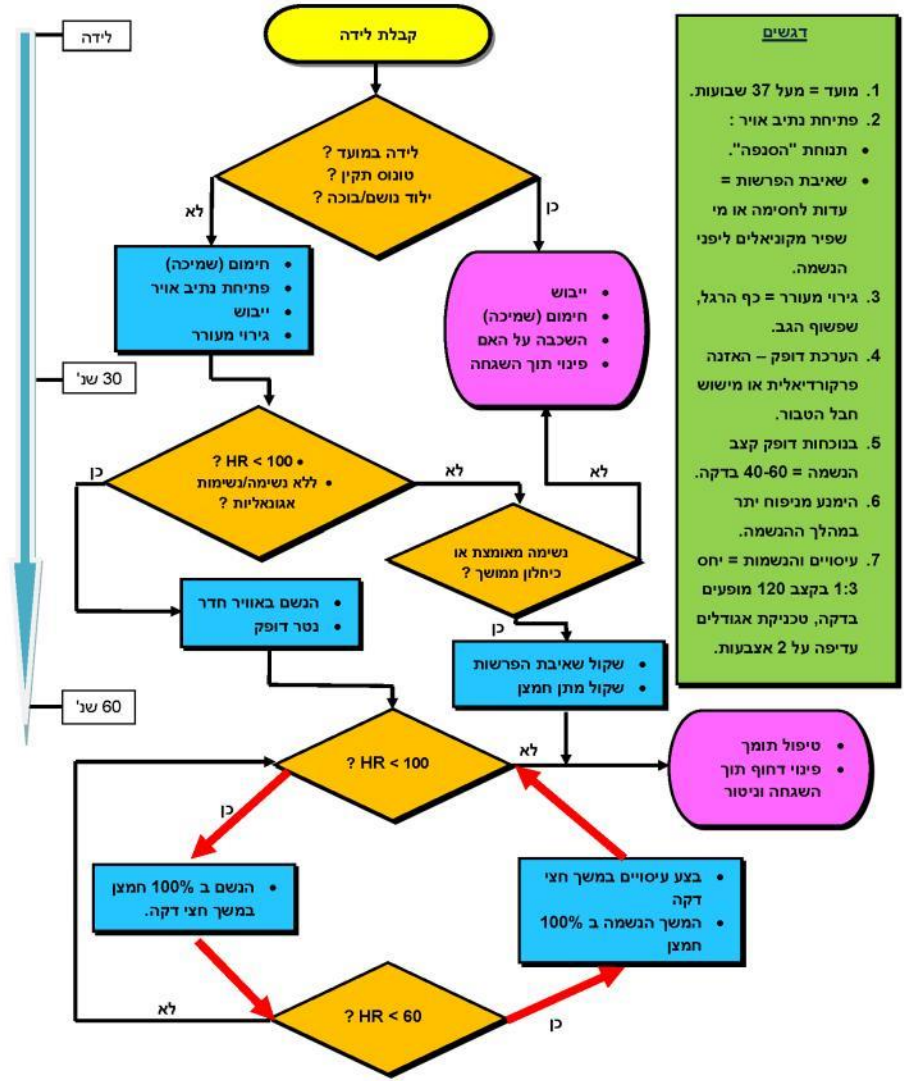 לידה
קבלת לידה
לידה במועד ?
טונוס תקין ?
ילוד נושם/בוכה ?
לא
כן
• חימום (שמיכה)
• פתיחת נתיב אויר
• ייבוש
• גירוי מעורר
• ייבוש
• חימום (שמיכה)
• השכבה על האם
• פינוי תוך השגחה
30 שנ'
• HR < 100 ?
• ללא נשימה/נשימות
אגונאליות ?
כן
לא
לא
נשימה מאומצת או
כיחלון ממושך ?
כן
• הנשם באוויר חדר
• נטר דופק
• שקול שאיבת הפרשות
• שקול מתן חמצן
60 שנ'
HR < 100 ?
לא
כן
• טיפול תומך
• פינוי דחוף תוך
השגחה וניטור
• הנשם ב 100% חמצן
במשך חצי דקה.
• בצע עיסויים במשך חצי
דקה
• המשך הנשמה ב 100%
חמצן
HR < 60 ?
לא
כן
דגשים
1. מועד = מעל 37 שבועות.
2. פתיחת נתיב אויר :
• תנוחת "הסנפה".
• שאיבת הפרשות =
עדות לחסימה או מי
שפיר מקוניאלים ליפני
הנשמה.
3. גירוי מעורר = כף הרגל,
שפשוף הגב.
4. הערכת דופק – האזנה
פרקורדיאלית או מישוש
חבל הטבור.
5. בנוכחות דופק קצב
הנשמה = 40-60 בדקה.
6. הימנע מניפוח יתר
במהלך ההנשמה.
7. עיסויים והנשמות = יחס
1:3 בקצב 120 מופעים
בדקה, טכניקת אגודלים
עדיפה על 2 אצבעות.